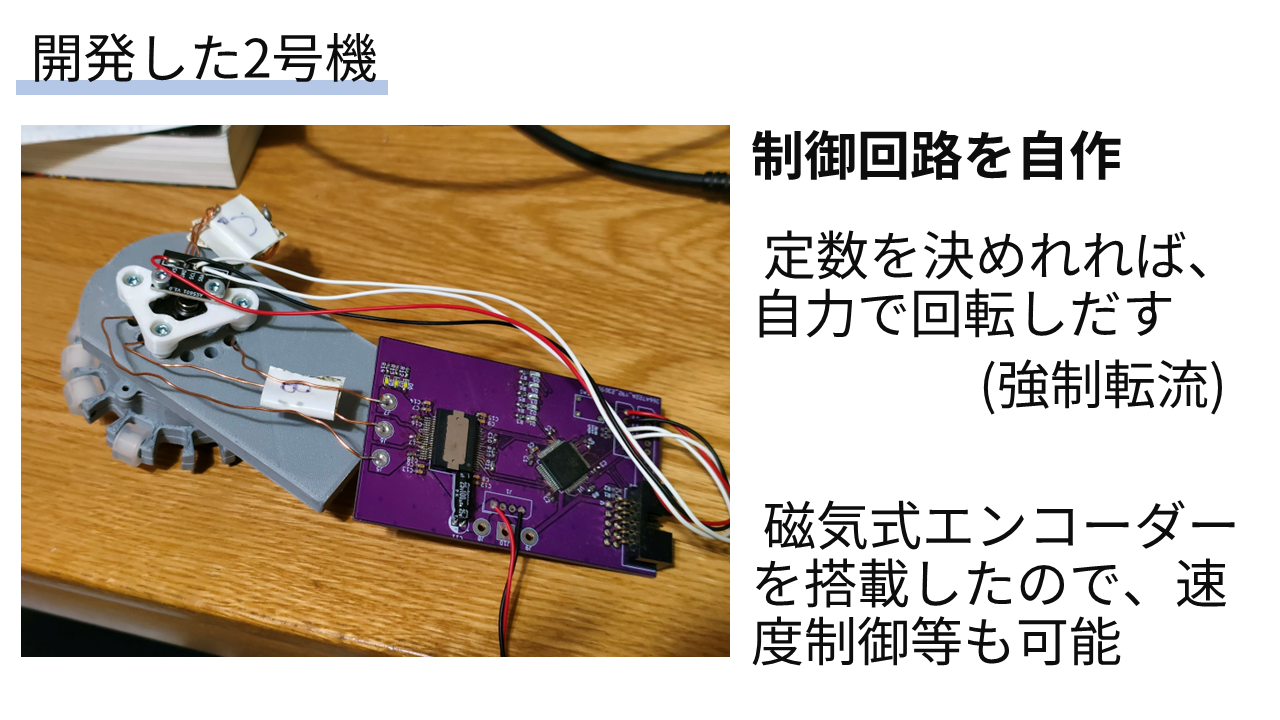 開発した2号機
制御回路を自作
定数を決めれれば、
自力で回転しだす
(強制転流)
磁気式エンコーダー
を搭載したので、速
度制御等も可能
J1